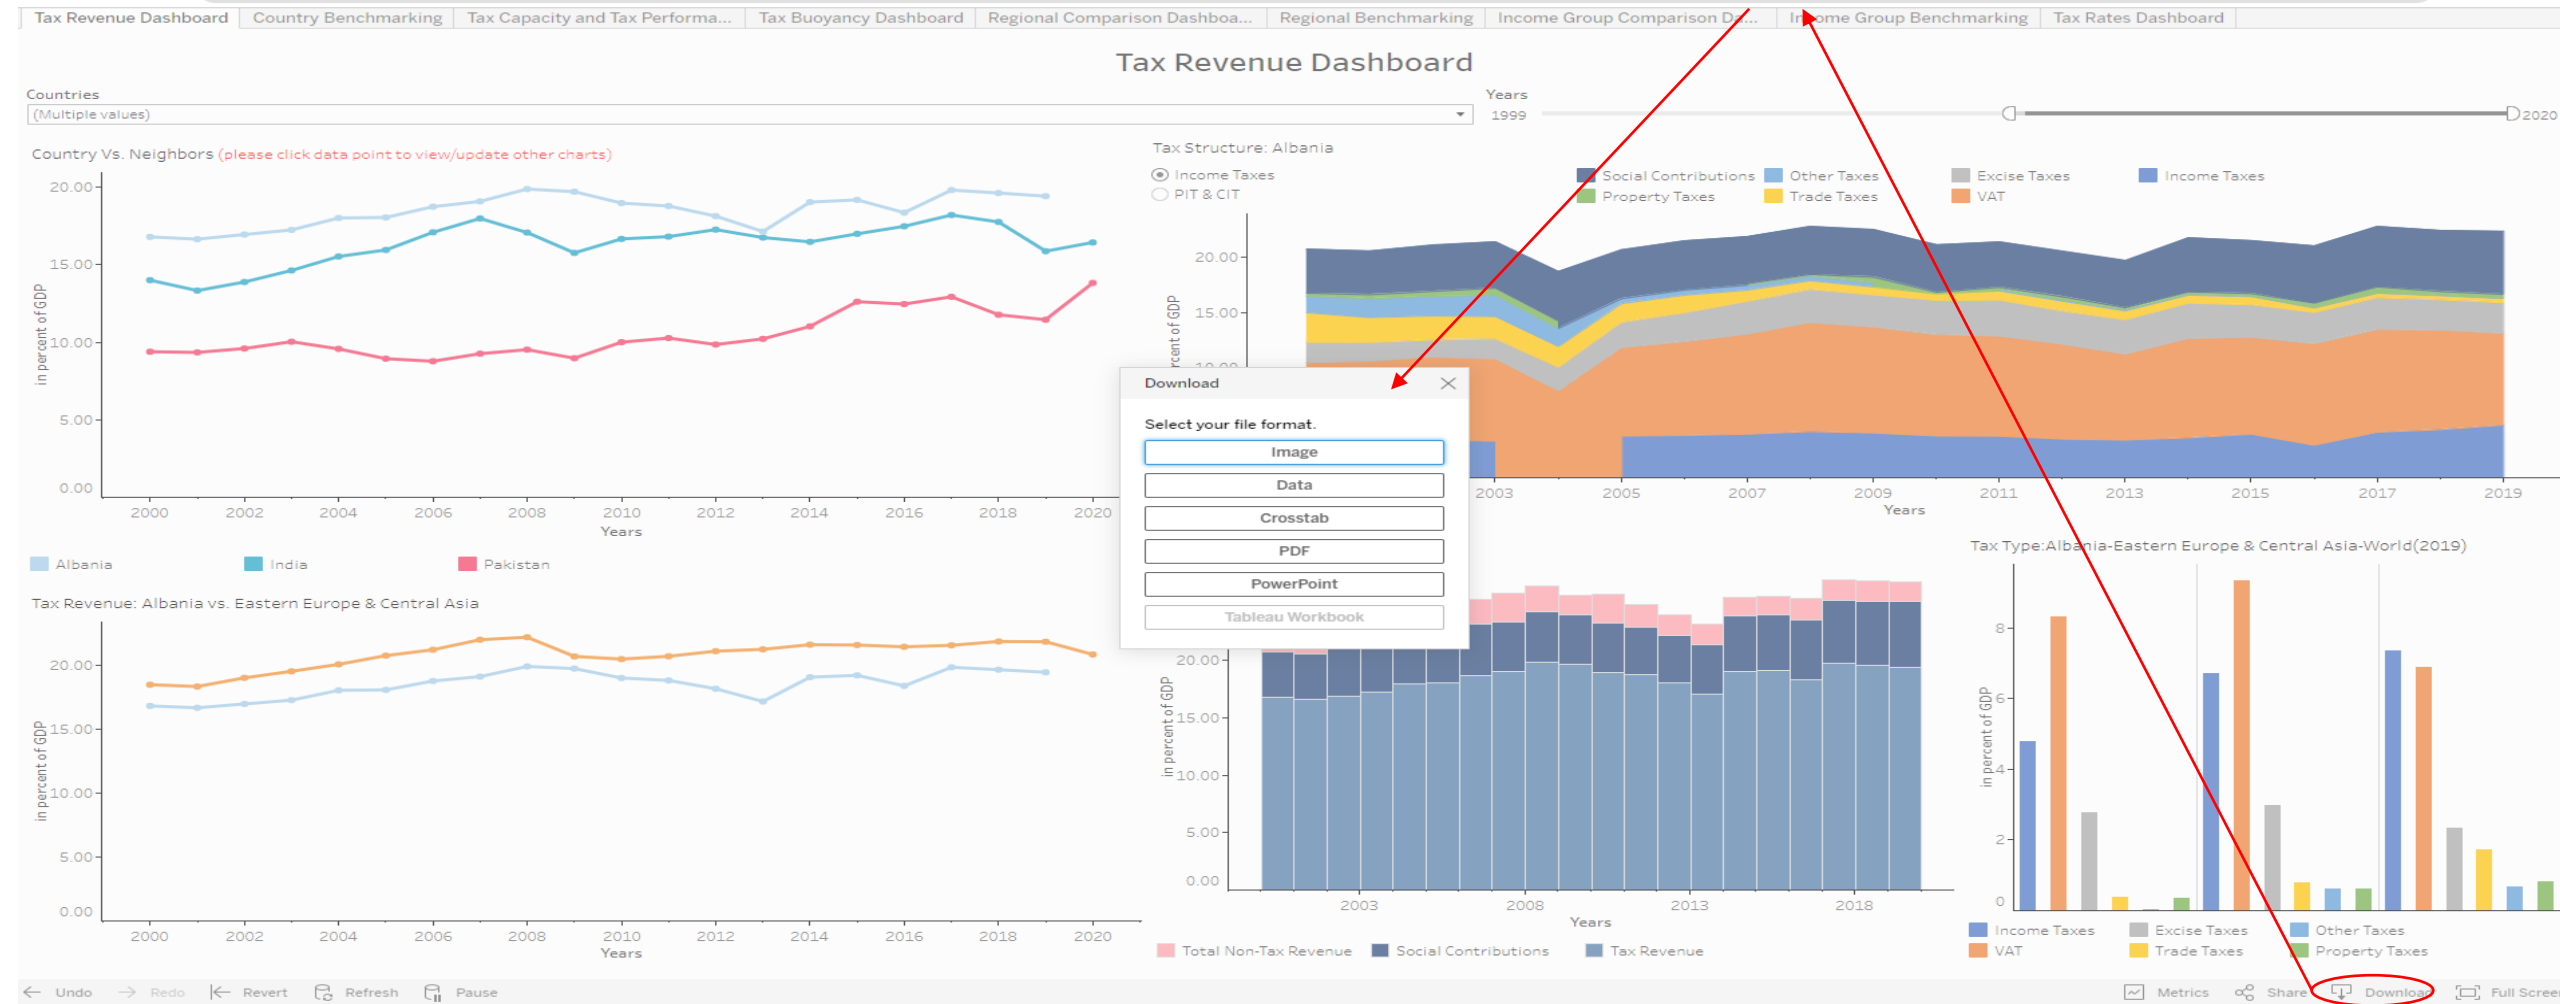 Tax Revenue Dashboard
Country Benchmarking
Tax Capacity and Tax Performa...
Tax Buoyancy Dashboard
Regional Comparison Dashboa...
Regional Benchmarking
Income Group Comparison Da...
Income Group Benchmarking
Tax Rates Dashboard
Tax Revenue Dashboard
Countries
(Multiple values)
Years
1999
2020
Country Vs. Neighbors (please click data point to view/update other charts)
20.00
15.00
10.00
5.00
0.00
in percent of GDP
2000 2002 2004 2006 2008 2010 2012 2014 2016 2018 2020
Years
Albania India Pakistan
Tax Structure: Albania
Income Taxes
PIT & CIT
Social Contributions Other Taxes Excise Taxes Income Taxes
Property Taxes Trade Taxes VAT
20.00
15.00
percent of GDP
2003 2005 2007 2009 2011 2013 2015 2017 2019
Years
Download
Select your file format.
Image
Data
Crosstab
PDF
PowerPoint
Tableau Workbook
Tax Revenue: Albania vs. Eastern Europe & Central Asia
20.00
15.00
10.00
5.00
0.00
in percent of GDP
2000 2002 2004 2006 2008 2010 2012 2014 2016 2018 2020
Years
20.00
15.00
10.00
5.00
0.00
in percent of GDP
2003 2008 2013 2018
Years
Total Non-Tax Revenue Social Contributions Tax Revenue
Tax Type:Albania-Eastern Europe & Central Asia-World(2019)
8
6
4
2
0
in percent of GDP
Income Taxes Excise Taxes Other Taxes
VAT Trade Taxes Property Taxes
Undo Redo Revert Refresh Pause
Metrics Share Download Full Screen